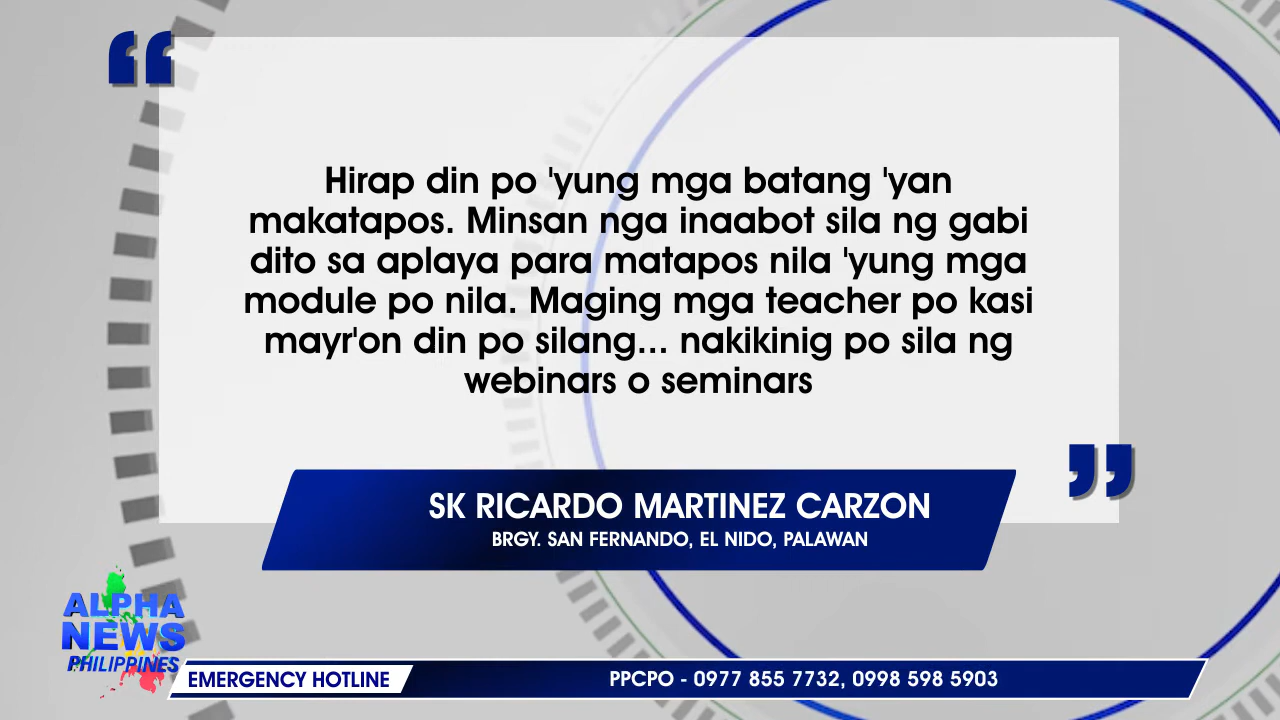 “
Hirap din po 'yung mga batang 'yan
makatapos. Minsan nga inaabot sila ng gabi
dito sa aplaya para matapos nila 'yung mga
module po nila. Maging mga teacher po kasi
mayr'on din po silang... nakikinig po sila ng
webinars o seminars
”
SK RICARDO MARTINEZ CARZON
BRGY. SAN FERNANDO, EL NIDO, PALAWAN
ALPHA
NEWS
PHILIPPINES
EMERGENCY HOTLINE
PPCPO - 0977 855 7732, 0998 598 5903